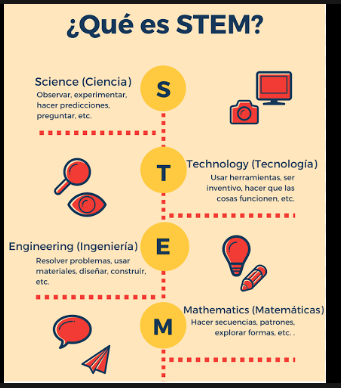 ¿Qué es STEM?
Science (Ciencia)
Observar, experimentar,
hacer predicciones,
preguntar, etc.
S
T
Technology (Tecnología)
Usar herramientas, ser
inventivo, hacer que las
cosas funcionen, etc.
Engineering (Ingeniería)
Resolver problemas, usar
materiales, diseñar, construir,
etc.
E
M
Mathematics (Matemáticas)
Hacer secuencias, patrones,
explorar formas, etc. .